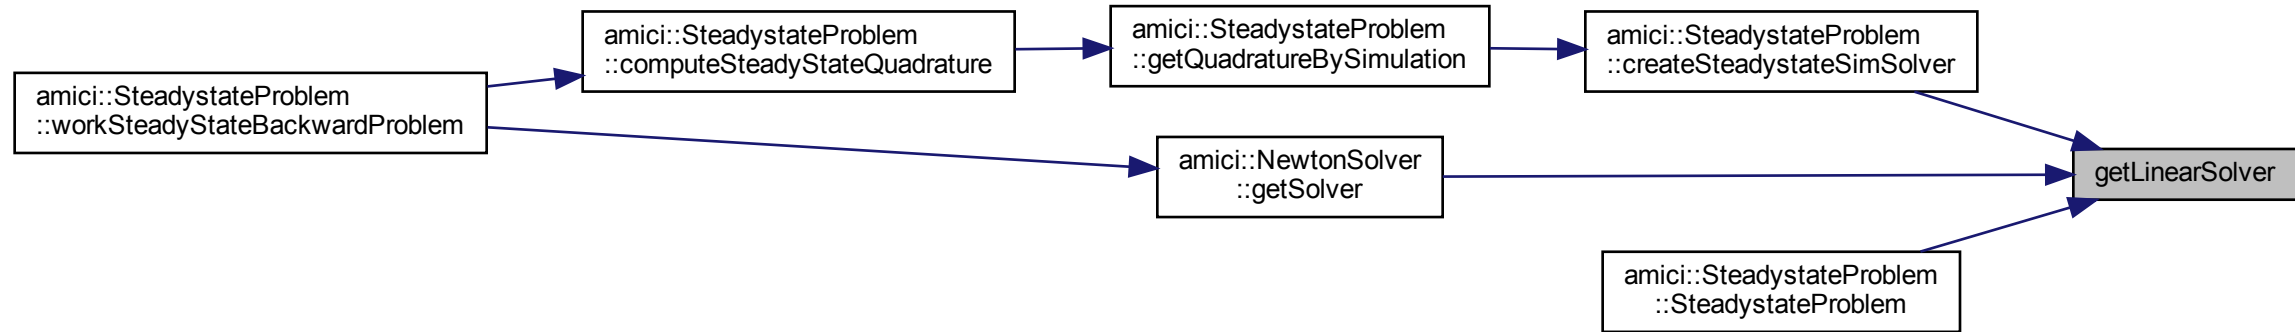 amici::SteadystateProblem
::workSteadyStateBackwardProblem
amici::SteadystateProblem
::computeSteadyStateQuadrature
amici::SteadystateProblem
::getQuadratureBySimulation
amici::SteadystateProblem
::createSteadystateSimSolver
amici::NewtonSolver
::getSolver
amici::SteadystateProblem
::SteadystateProblem
getLinearSolver